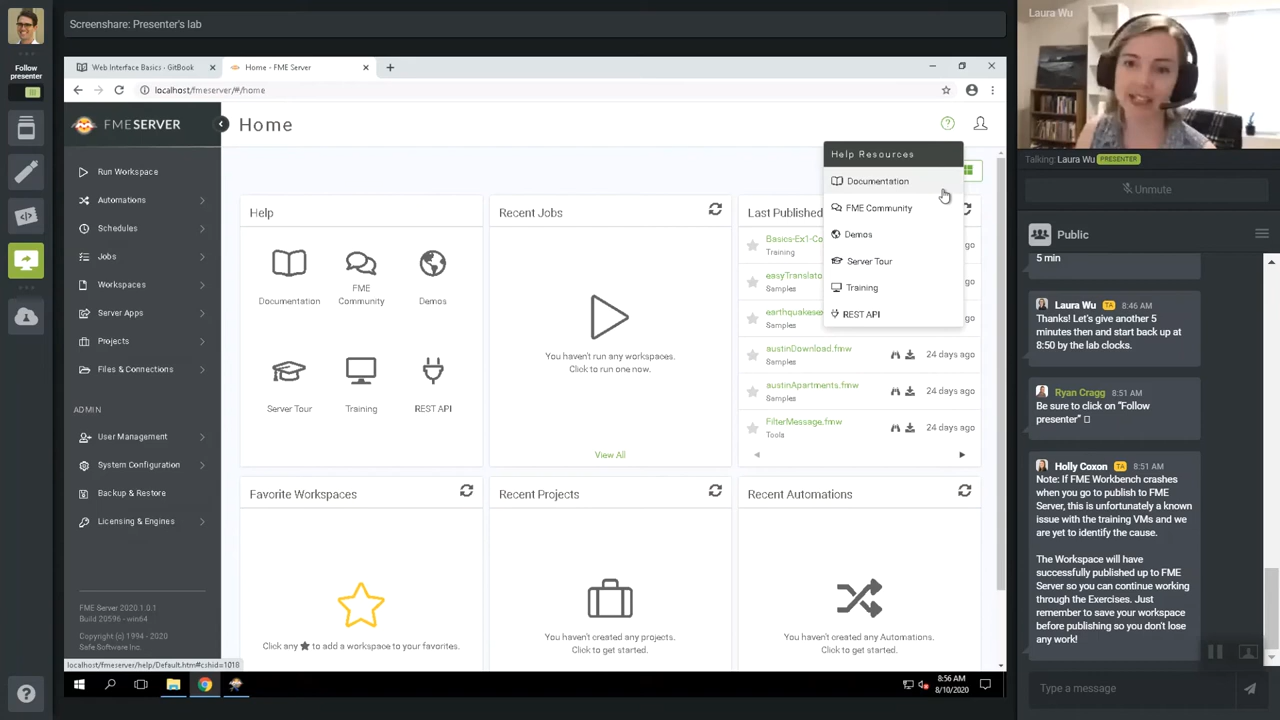 Screenshare: Presenter's lab
Laura Wu
Follow
presenter
Web Interface Basics · GitBook
Home - FME Server
localhost/fmeserver/#/home
FMESERVER
Home
Talking: Laura Wu PRESENTER
Unmute
Run Workspace
Automations
Schedules
Jobs
Workspaces
Server Apps
Projects
Files & Connections
ADMIN
User Management
System Configuration
Backup & Restore
Licensing & Engines
FME Server 2020.1.0.1
Build 20596 - win64
Copyright (c) 1994 - 2020
Safe Software Inc.
localhost/fmeserver/help/Default.htm#cshid=1018
Help
Documentation
FME
Community
Demos
Server Tour
Training
REST API
Recent Jobs
You haven't run any workspaces.
Click to run one now.
View All
Last Published
Basics-Ex1-Co
Training
ago
easyTranslato
Samples
ago
earthquakese
Samples
ago
austinDownload.fmw
Samples
24 days ago
austinApartments.fmw
Samples
24 days ago
FilterMessage.fmw
Tools
24 days ago
Help Resources
Documentation
FME Community
Demos
Server Tour
Training
REST API
Favorite Workspaces
Click any ★ to add a workspace to your favorites.
Recent Projects
You haven't created any projects.
Click to get started.
Recent Automations
You haven't created any Automations.
Click to get started.
8:56 AM
8/10/2020
Public
5 min
Laura Wu TA 8:46 AM
Thanks! Let's give another 5
minutes then and start back up at
8:50 by the lab clocks.
Ryan Cragg 8:51 AM
Be sure to click on "Follow
presenter"
Holly Coxon TA 8:51 AM
Note: If FME Workbench crashes
when you go to publish to FME
Server, this is unfortunately a known
issue with the training VMs and we
are yet to identify the cause.
The Workspace will have
successfully published up to FME
Server so you can continue working
through the Exercises. Just
remember to save your workspace
before publishing so you don't lose
any work!
Type a message